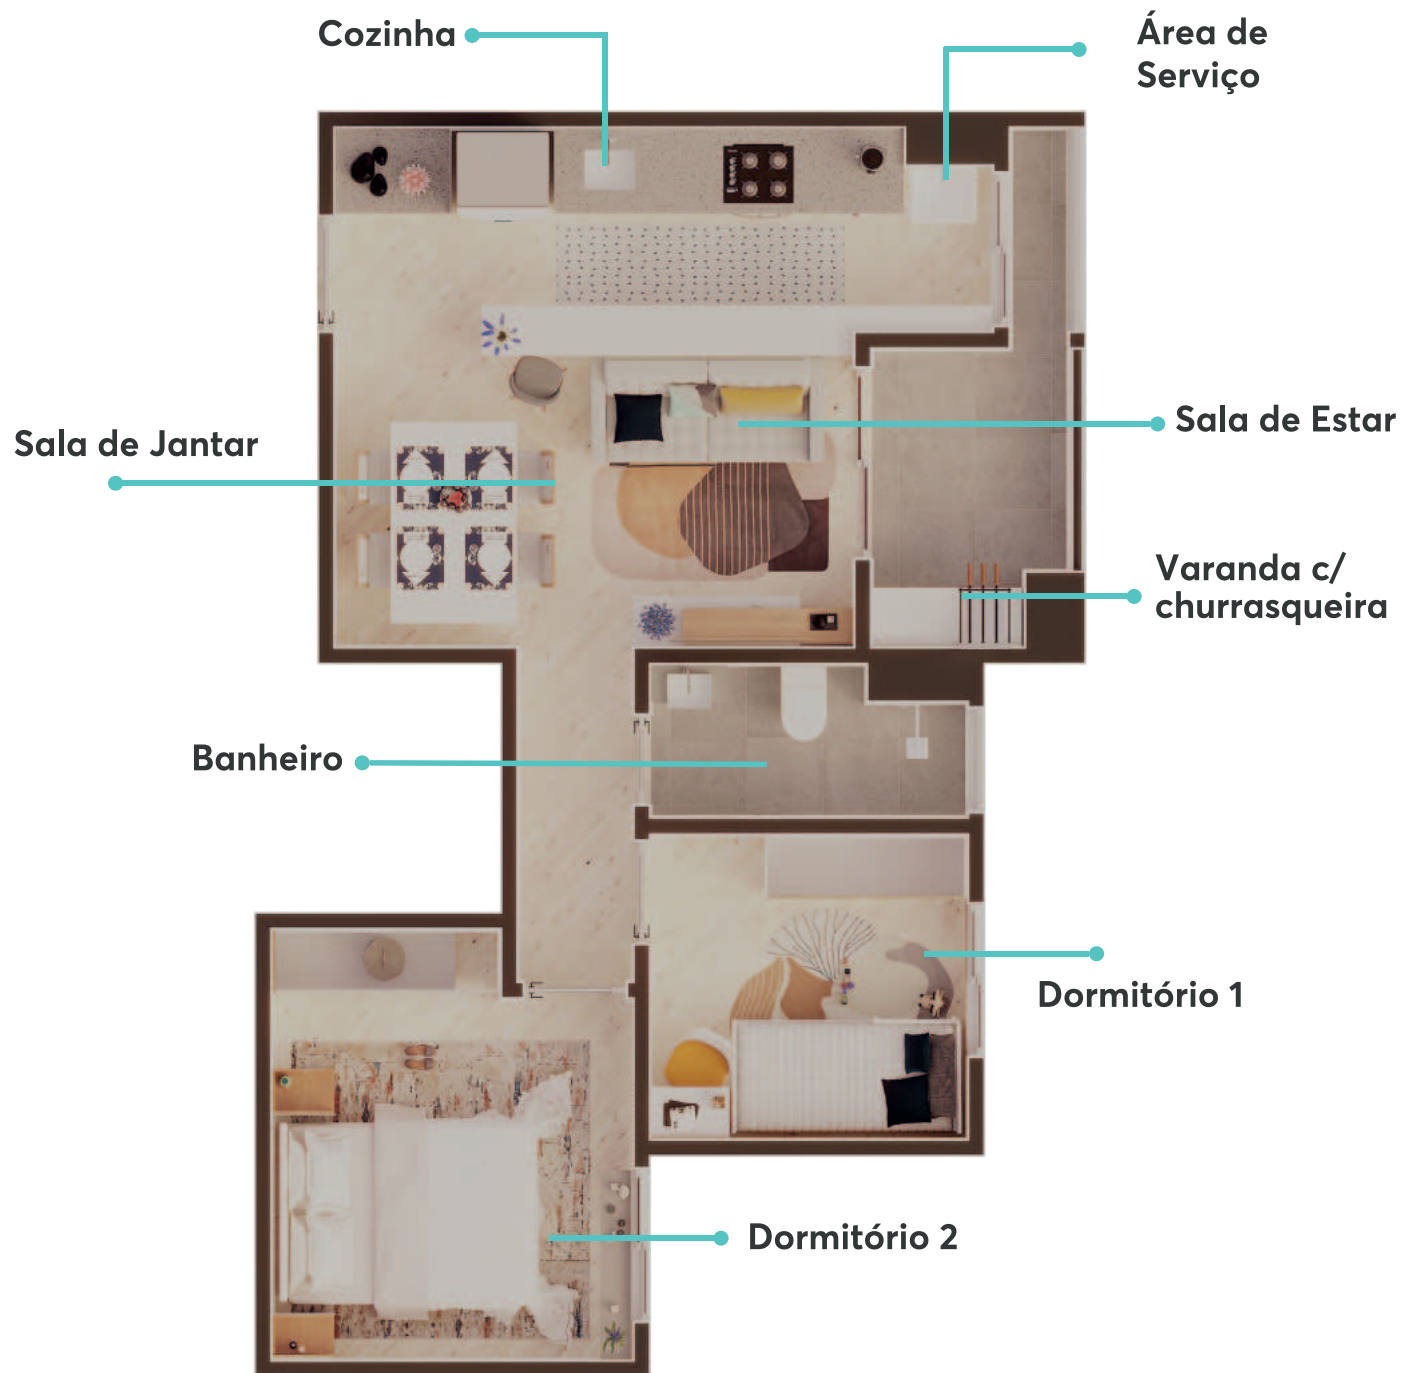 Cozinha
Área de
Serviço
Sala de Jantar
Sala de Estar
Varanda c/
churrasqueira
Banheiro
Dormitório 1
Dormitório 2